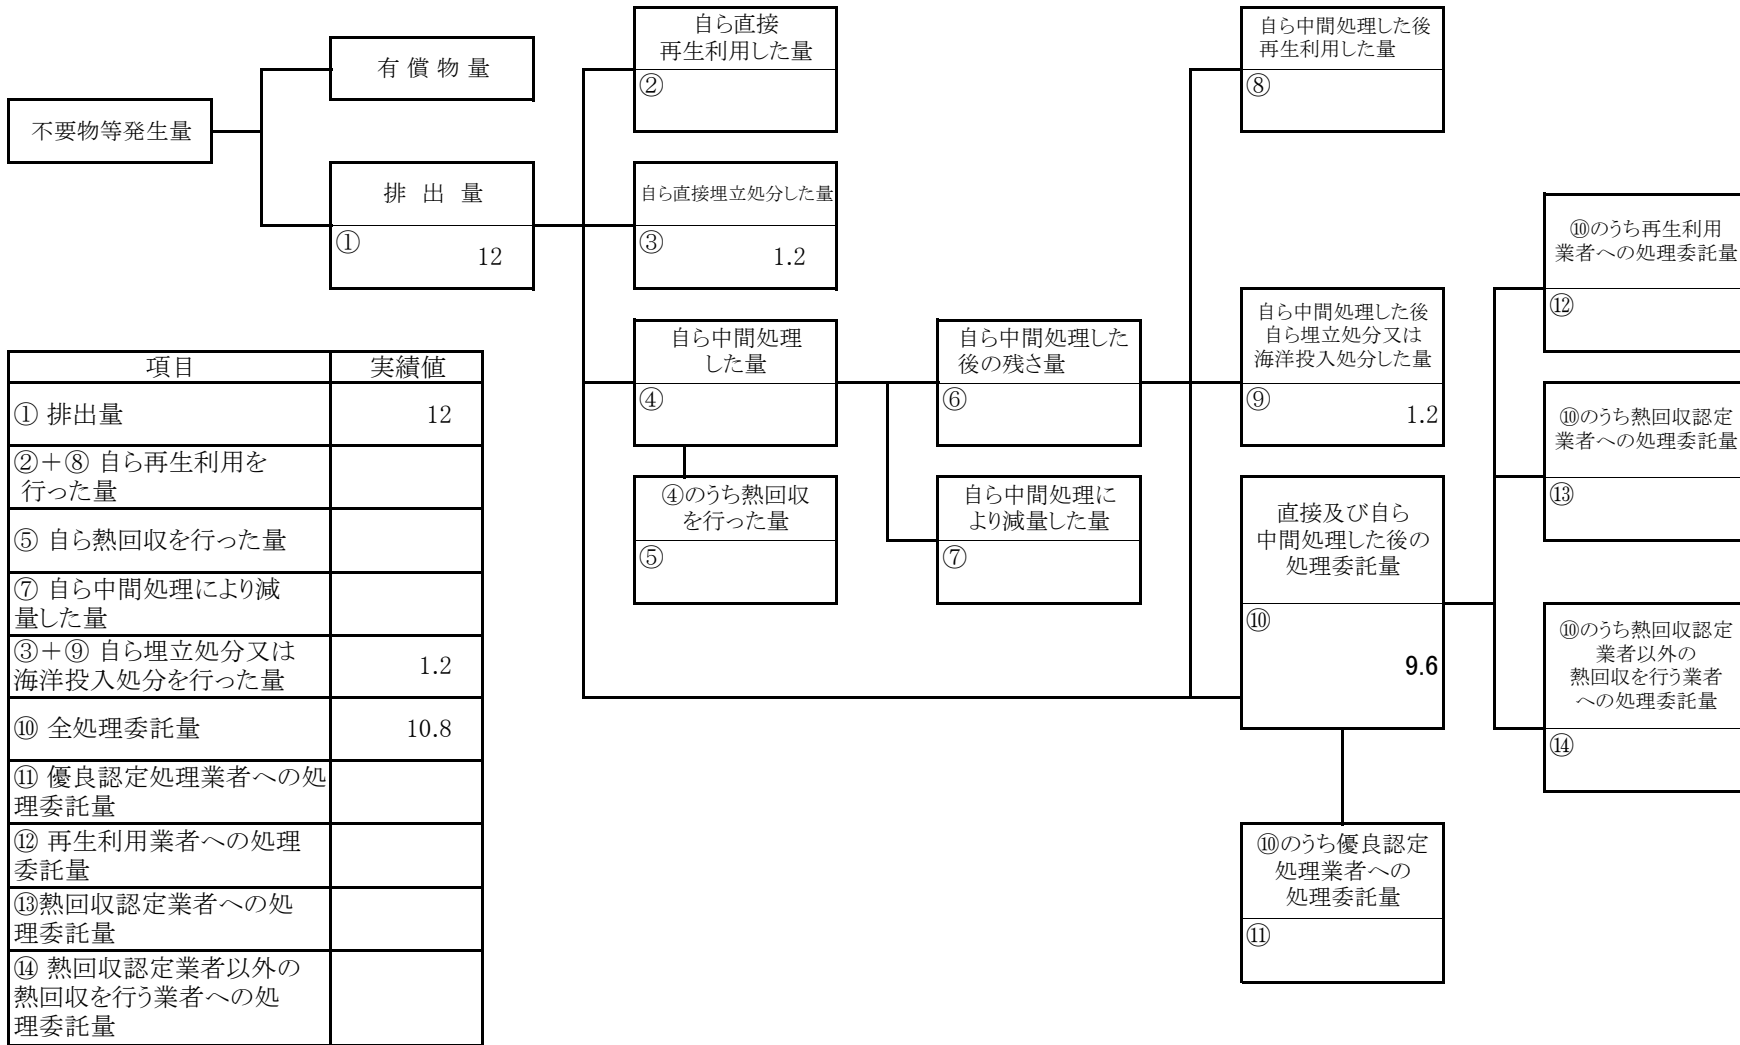 不要物等発生量
有 償 物 量
排 出 量
①
12
自ら直接
再生利用した量
②
自ら直接埋立処分した量
③
1.2
自ら中間処理
した量
④
④のうち熱回収
を行った量
⑤
自ら中間処理した
後の残さ量
⑥
自ら中間処理に
より減量した量
⑦
自ら中間処理した後
再生利用した量
⑧
自ら中間処理した後
自ら埋立処分又は
海洋投入処分した量
⑨
1.2
直接及び自ら
中間処理した後の
処理委託量
⑩
9.6
⑩のうち優良認定
処理業者への
処理委託量
⑪
⑩のうち再生利用
業者への処理委託量
⑫
⑩のうち熱回収認定
業者への処理委託量
⑬
⑩のうち熱回収認定
業者以外の
熱回収を行う業者
への処理委託量
⑭
項目 実績値
① 排出量 12
②＋⑧ 自ら再生利用を
行った量
⑤ 自ら熱回収を行った量
⑦ 自ら中間処理により減
量した量
③＋⑨ 自ら埋立処分又は
海洋投入処分を行った量 1.2
⑩ 全処理委託量 10.8
⑪ 優良認定処理業者への処
理委託量
⑫ 再生利用業者への処理
委託量
⑬熱回収認定業者への処
理委託量
⑭ 熱回収認定業者以外の
熱回収を行う業者への処
理委託量